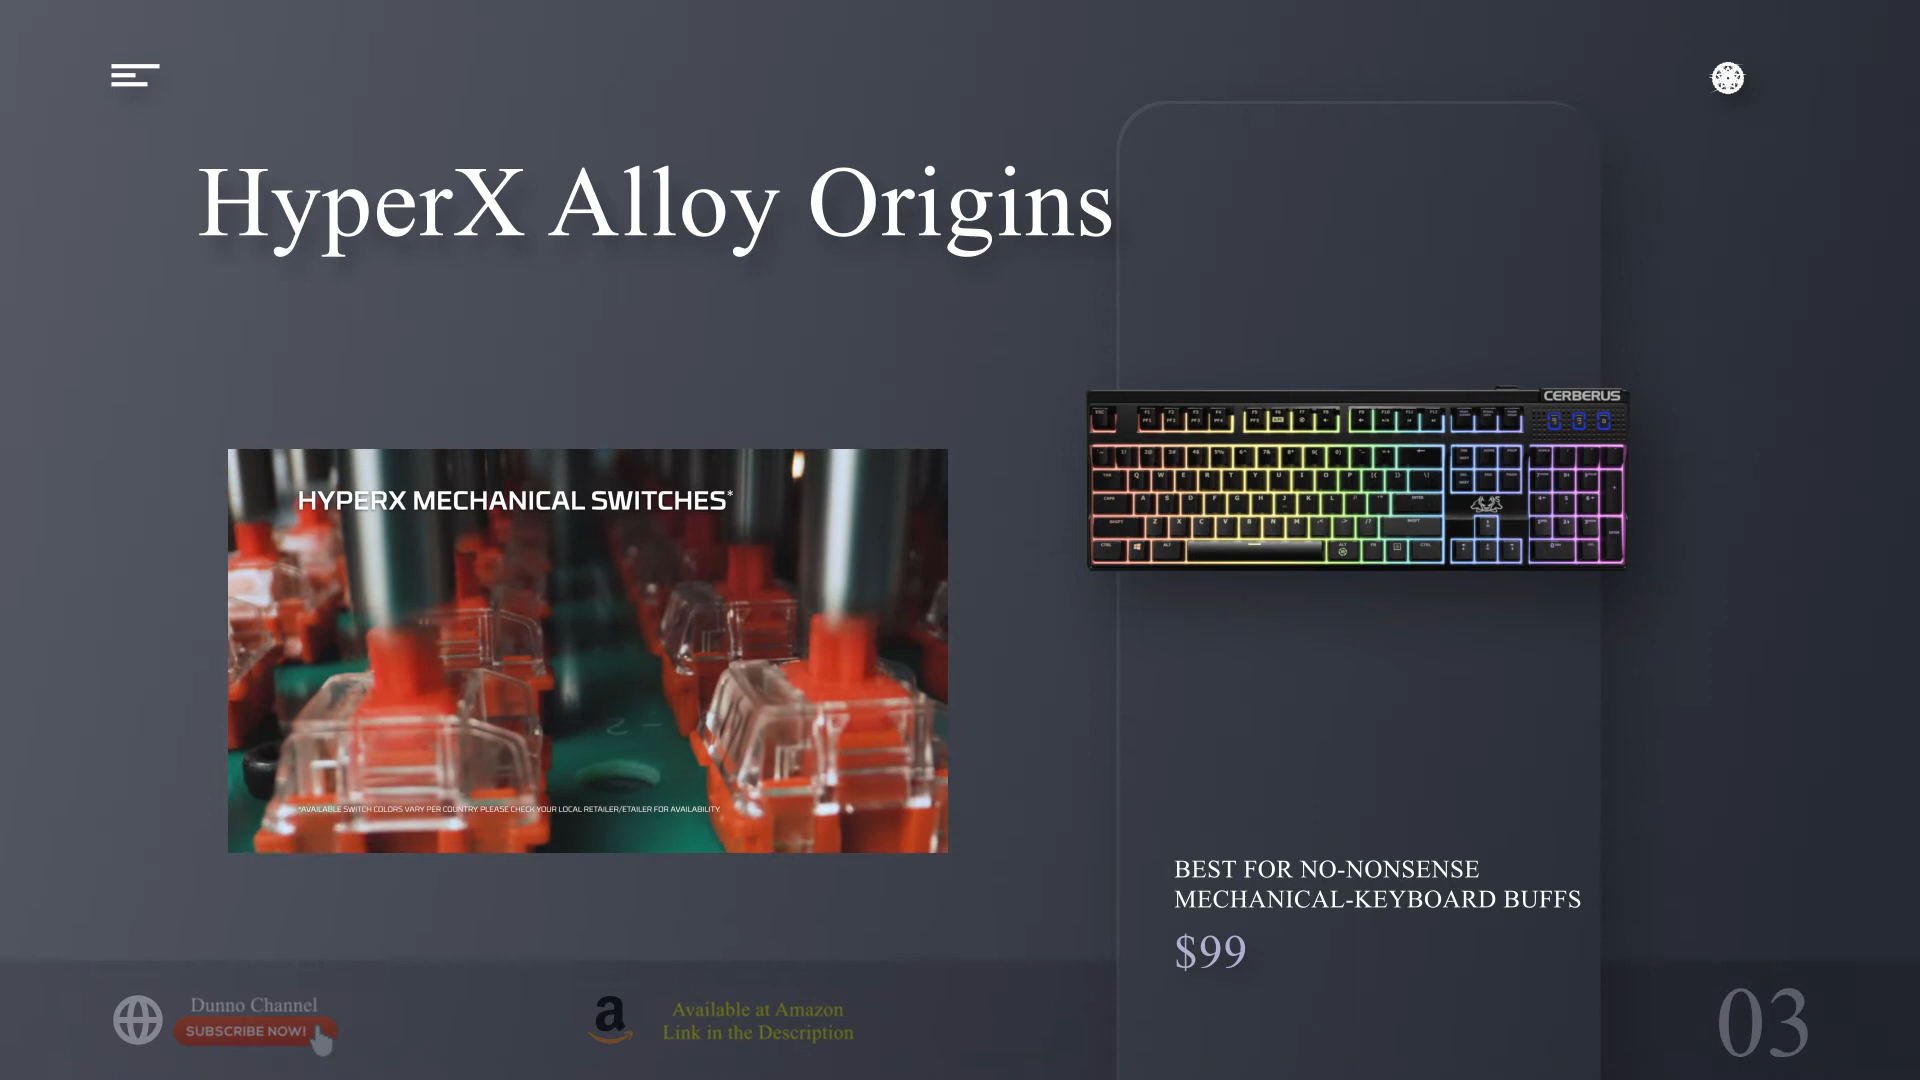 HyperX Alloy Origins
HYPERX MECHANICAL SWITCHES*
*AVAILABLE SWITCH COLORS VARY PER COUNTRY. PLEASE CHECK YOUR LOCAL RETAILER/ETAILER FOR AVAILABILITY.
CERBERUS
BEST FOR NO-NONSENSE
MECHANICAL-KEYBOARD BUFFS
$99
Dunno Channel
SUBSCRIBE NOW!
a
Available at Amazon
Link in the Description
03